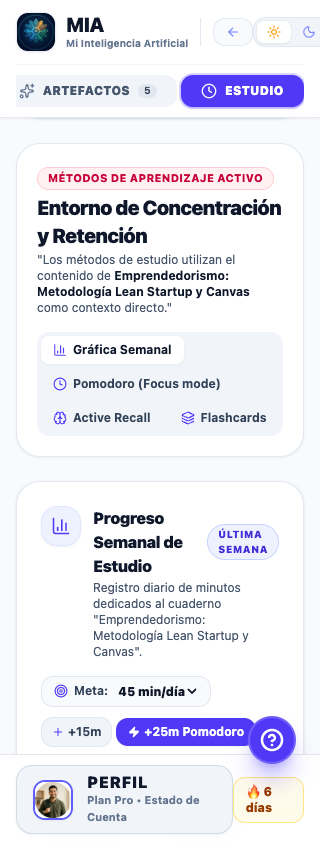 MIA
Mi Inteligencia Artificial
ARTEFACTOS 5
ESTUDIO
MÉTODOS DE APRENDIZAJE ACTIVO
Entorno de Concentración
y Retención
"Los métodos de estudio utilizan el
contenido de Emprendedorismo:
Metodología Lean Startup y Canvas
como contexto directo."
Gráfica Semanal
Pomodoro (Focus mode)
Active Recall
Flashcards
Progreso
Semanal de
Estudio
ÚLTIMA
SEMANA
Registro diario de minutos
dedicados al cuaderno
"Emprendedorismo:
Metodología Lean Startup y
Canvas".
Meta: 45 min/día
+ +15m
+25m Pomodoro
PERFIL
Plan Pro • Estado de
Cuenta
🔥 6
días